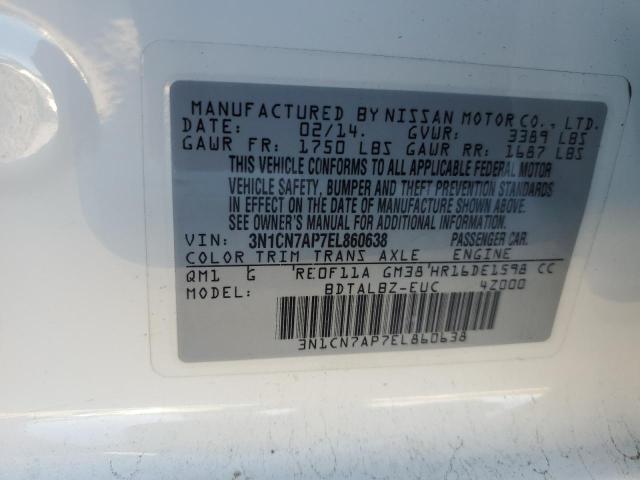 MANUFACTURED BY NISSAN MOTOR CO., LTD.
DATE: 02/14. GVWR: 3389 LBS
GAWR FR: 1750 LBS GAWR RR: 1687 LBS
THIS VEHICLE CONFORMS TO ALL APPLICABLE FEDERAL MOTOR
VEHICLE SAFETY, BUMPER AND THEFT PREVENTION STANDARDS
IN EFFECT ON THE DATE OF MANUFACTURE SHOWN ABOVE.
SEE OWNER'S MANUAL FOR ADDITIONAL INFORMATION.
VIN: 3N1CN7AP7EL860638 PASSENGER CAR.
COLOR TRIM TRANS AXLE ENGINE
QM1 G RE0F11A GM38 HR16DE1598 CC
MODEL: BDTALBZ-EUC 4Z000
3N1CN7AP7EL860638